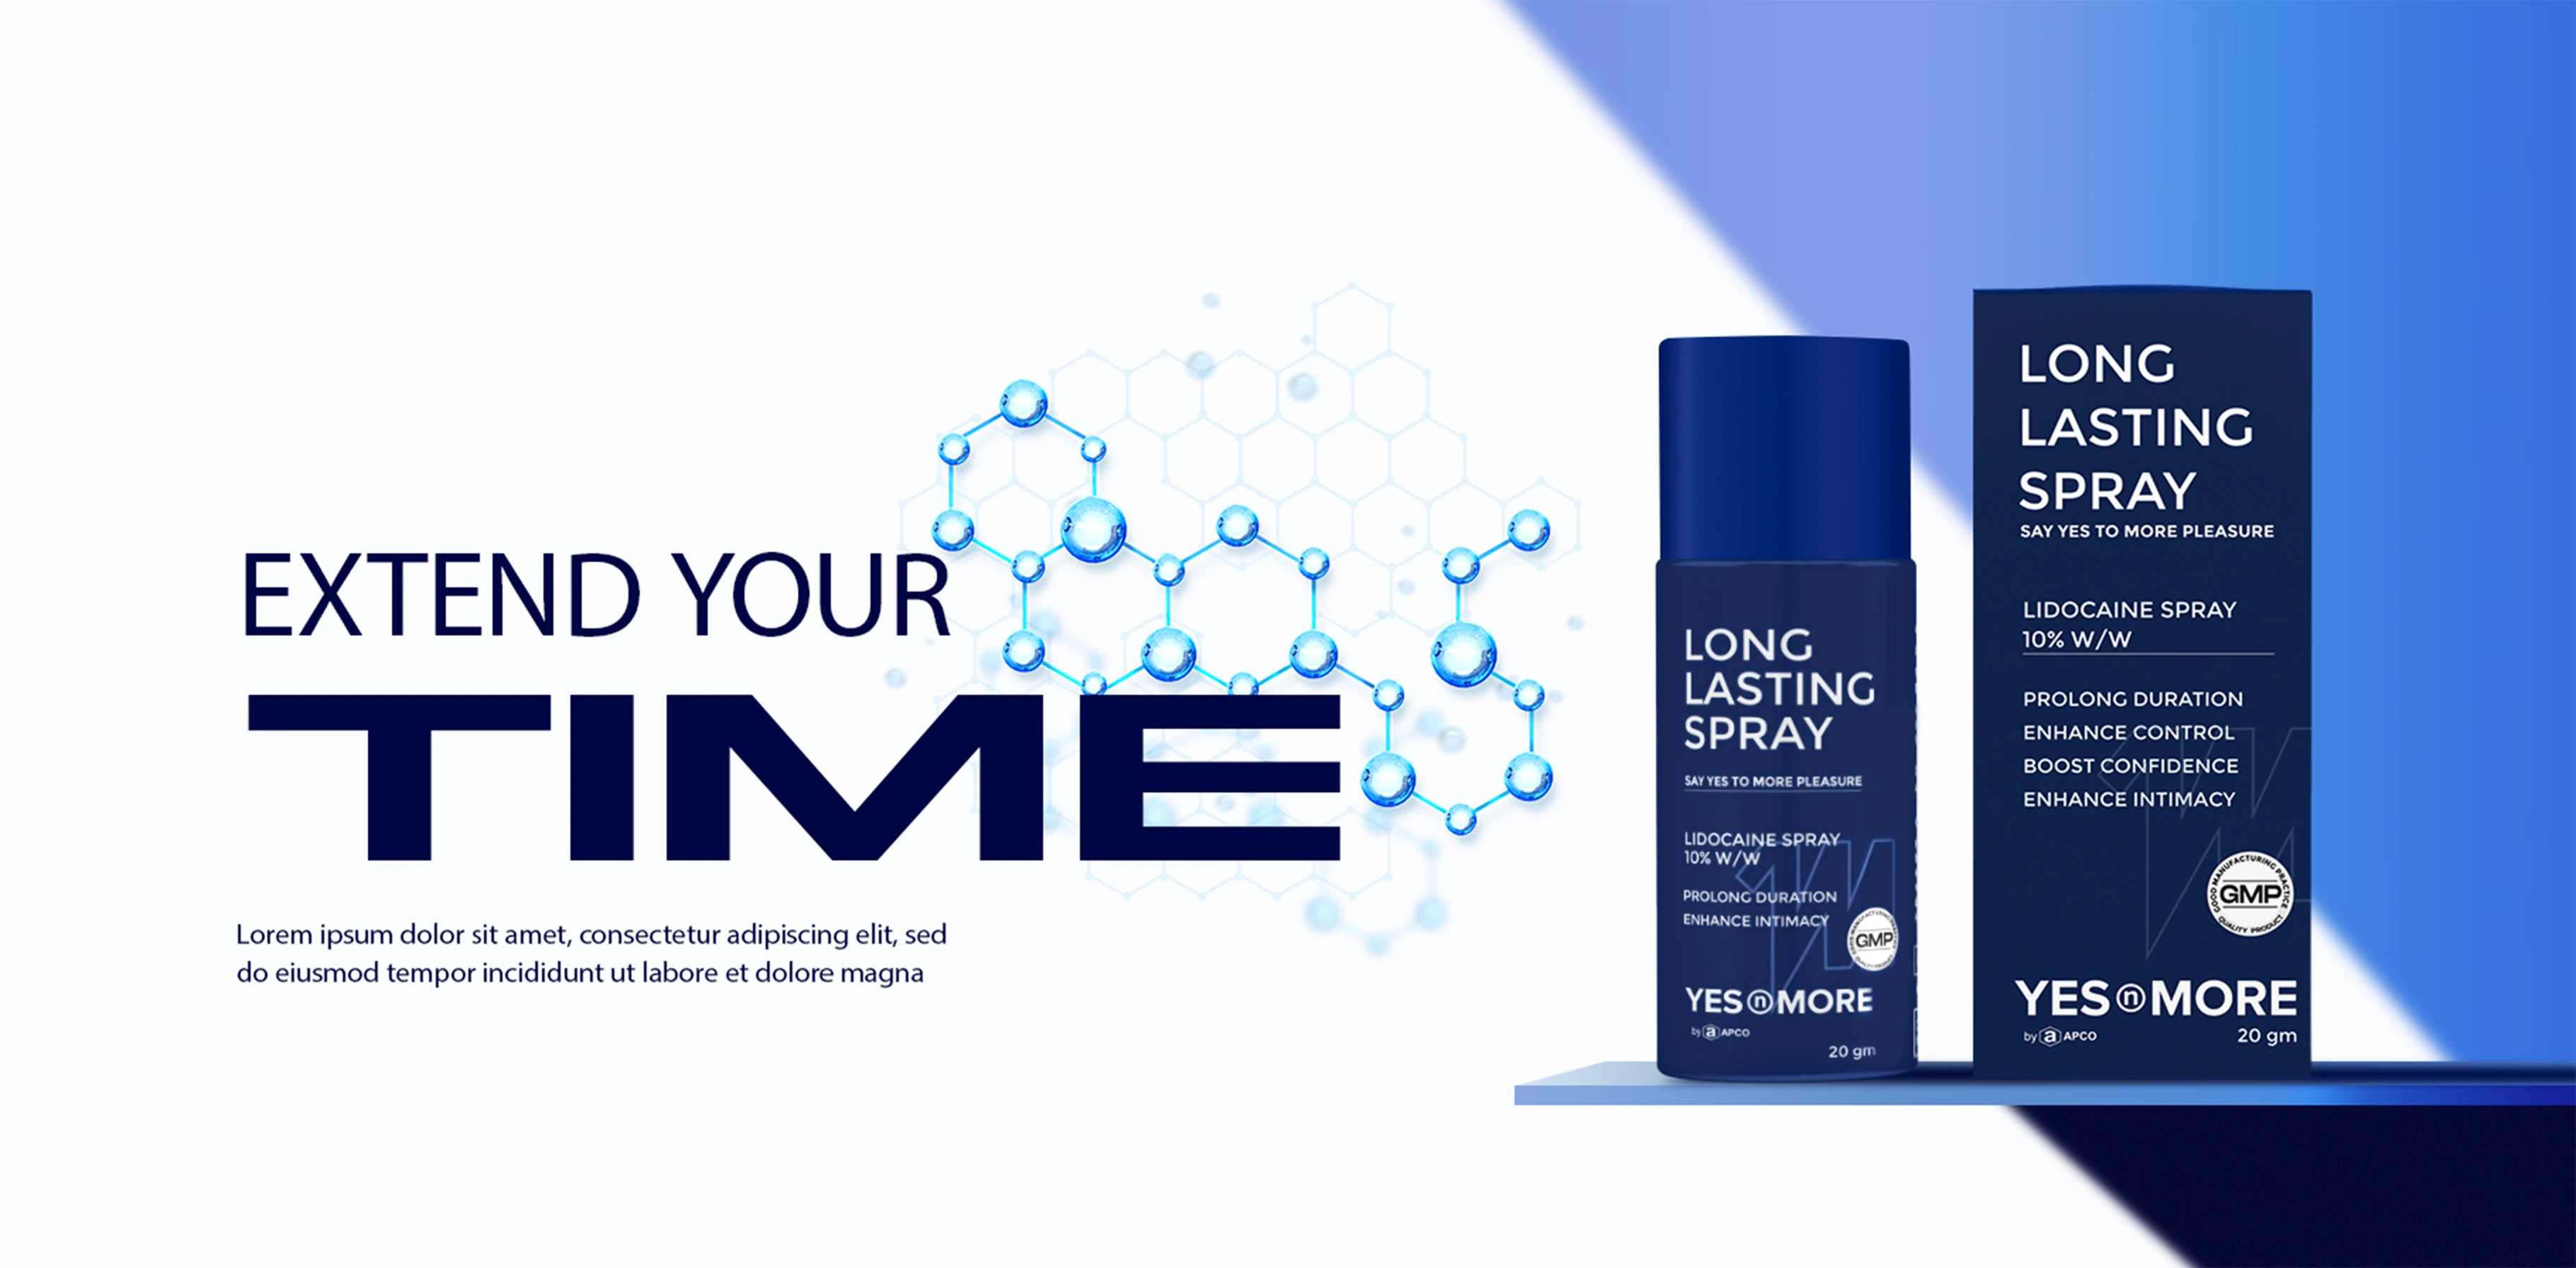 EXTEND YOUR
TIME
Lorem ipsum dolor sit amet, consectetur adipiscing elit, sed
do eiusmod tempor incididunt ut labore et dolore magna
LONG
LASTING
SPRAY
SAY YES TO MORE PLEASURE
LIDOCAINE SPRAY
10% W/W
PROLONG DURATION
ENHANCE INTIMACY
GMP
YES n MORE
by a APCO
20 gm
LONG
LASTING
SPRAY
SAY YES TO MORE PLEASURE
LIDOCAINE SPRAY
10% W/W
PROLONG DURATION
ENHANCE CONTROL
BOOST CONFIDENCE
ENHANCE INTIMACY
GOOD MANUFACTURING PRACTICE
GMP
QUALITY PRODUCT
YES n MORE
by a APCO
20 gm